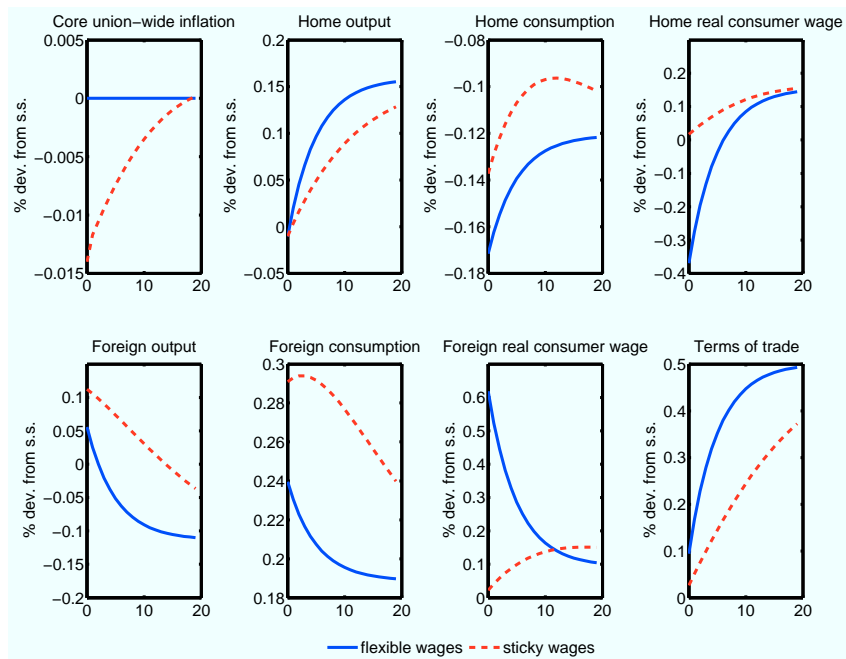 Core union−wide inflation
Home output
Home consumption
Home real consumer wage
% dev. from s.s.
0.005
0
−0.005
−0.01
−0.015
0 10 20
% dev. from s.s.
0.2
0.15
0.1
0.05
0
−0.05
0 10 20
% dev. from s.s.
−0.08
−0.1
−0.12
−0.14
−0.16
−0.18
0 10 20
% dev. from s.s.
0.2
0.1
0
−0.1
−0.2
−0.3
−0.4
0 10 20
Foreign output
Foreign consumption
Foreign real consumer wage
Terms of trade
% dev. from s.s.
0.1
0.05
0
−0.05
−0.1
−0.15
−0.2
0 10 20
% dev. from s.s.
0.3
0.28
0.26
0.24
0.22
0.2
0.18
0 10 20
% dev. from s.s.
0.6
0.5
0.4
0.3
0.2
0.1
0
0 10 20
% dev. from s.s.
0.5
0.4
0.3
0.2
0.1
0
0 10 20
flexible wages
sticky wages